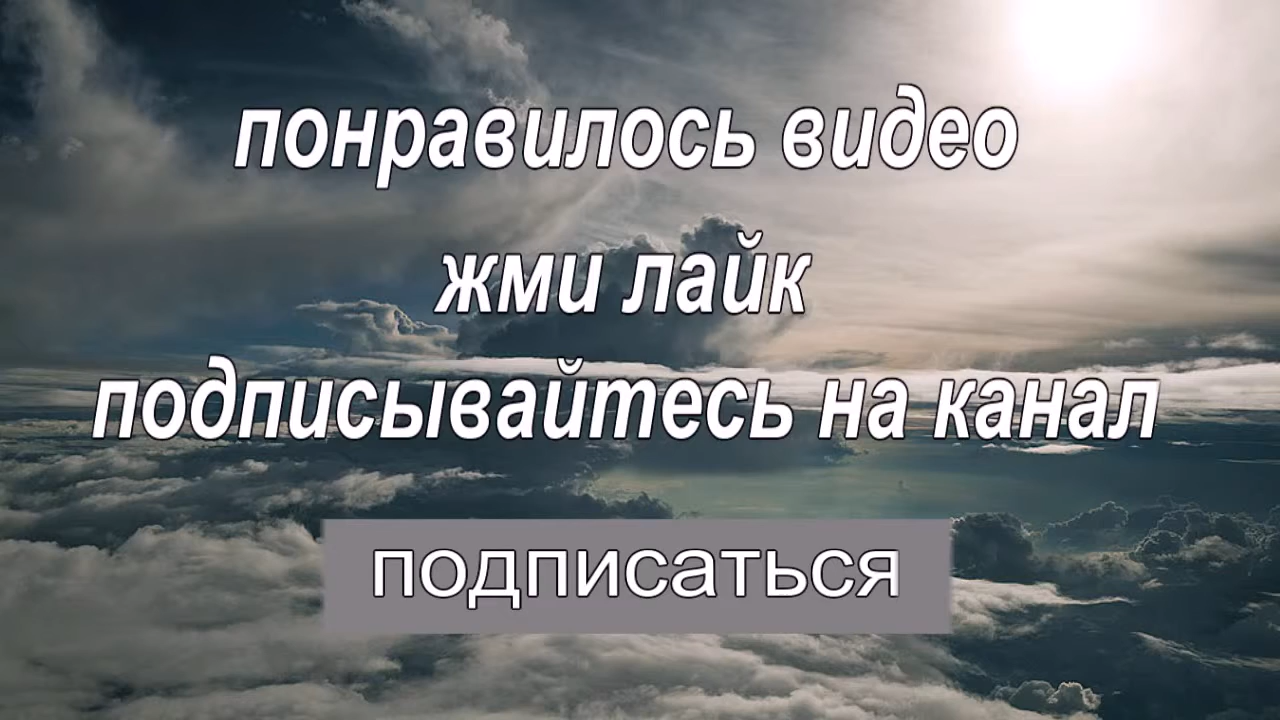 понравилось видео
жми лайк
подписывайтесь на канал
подписаться